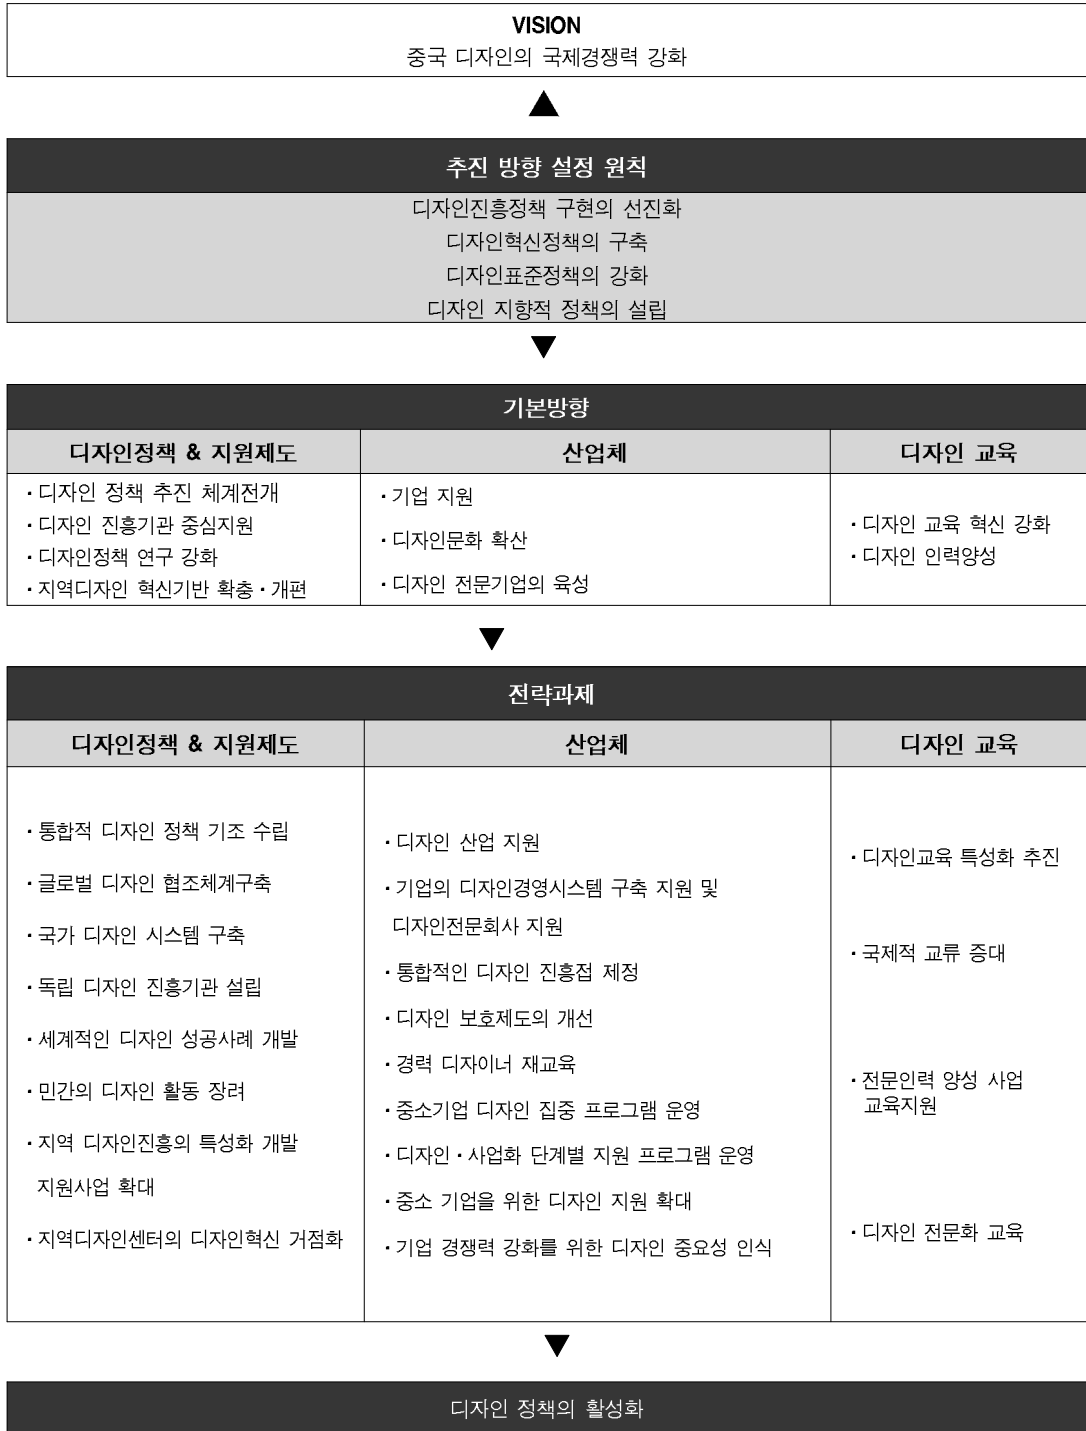 VISION
중국 디자인의 국제경쟁력 강화
추진 방향 설정 원칙
디자인진흥정책 구현의 선진화
디자인혁신정책의 구축
디자인표준정책의 강화
디자인 지향적 정책의 설립
기본방향
디자인정책 & 지원제도
산업체
디자인 교육
· 디자인 정책 추진 체계전개
· 디자인 진흥기관 중심지원
· 디자인정책 연구 강화
· 지역디자인 혁신기반 확충·개편
· 기업 지원
· 디자인문화 확산
· 디자인 전문기업의 육성
· 디자인 교육 혁신 강화
· 디자인 인력양성
전략과제
디자인정책 & 지원제도
산업체
디자인 교육
· 통합적 디자인 정책 기조 수립
· 글로벌 디자인 협조체계구축
· 국가 디자인 시스템 구축
· 독립 디자인 진흥기관 설립
· 세계적인 디자인 성공사례 개발
· 민간의 디자인 활동 장려
· 지역 디자인진흥의 특성화 개발
지원사업 확대
· 지역디자인센터의 디자인혁신 거점화
· 디자인 산업 지원
· 기업의 디자인경영시스템 구축 지원 및
디자인전문회사 지원
· 통합적인 디자인 진흥접 제정
· 디자인 보호제도의 개선
· 경력 디자이너 재교육
· 중소기업 디자인 집중 프로그램 운영
· 디자인·사업화 단계별 지원 프로그램 운영
· 중소 기업을 위한 디자인 지원 확대
· 기업 경쟁력 강화를 위한 디자인 중요성 인식
· 디자인교육 특성화 추진
· 국제적 교류 증대
· 전문인력 양성 사업
교육지원
· 디자인 전문화 교육
디자인 정책의 활성화